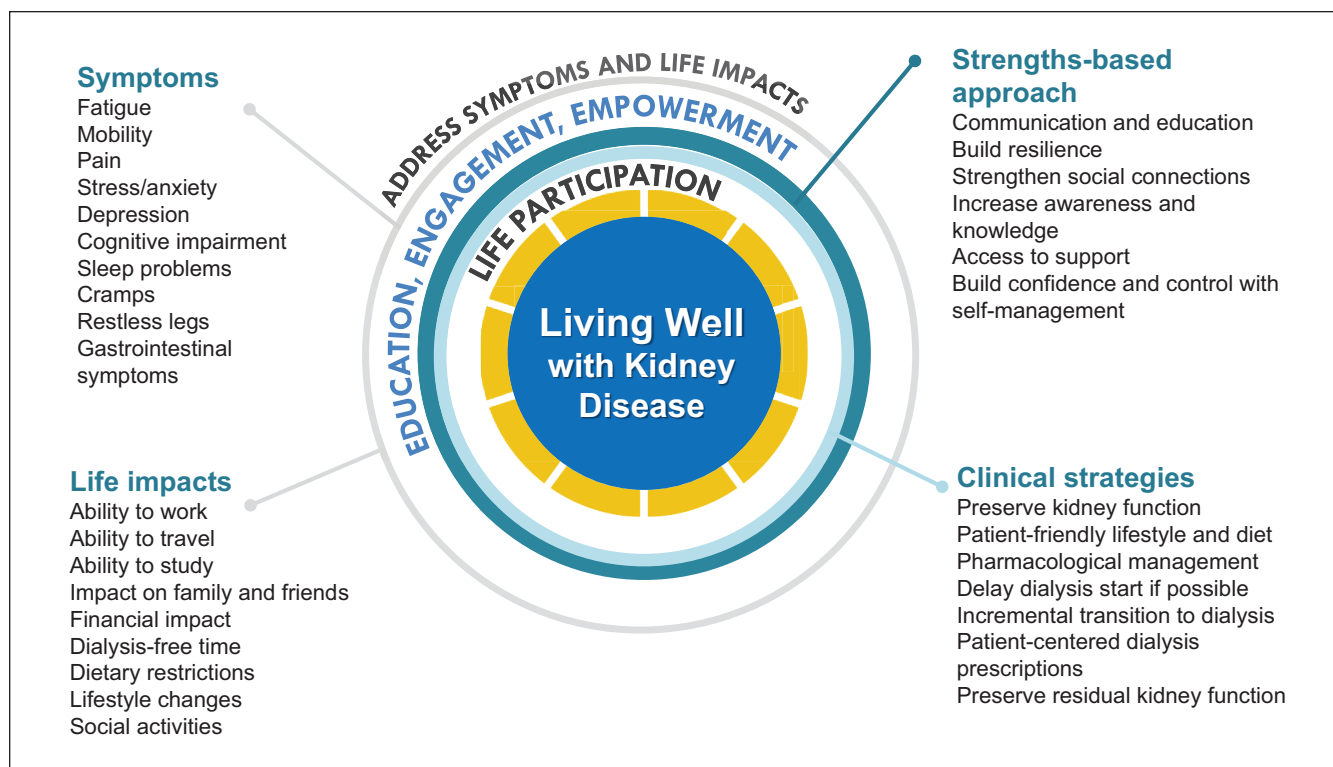 ADDRESS SYMPTOMS AND LIFE IMPACTS
EDUCATION, ENGAGEMENT, EMPOWERMENT
LIFE PARTICIPATION
Living Well
with Kidney
Disease
Symptoms
Fatigue
Mobility
Pain
Stress/anxiety
Depression
Cognitive impairment
Sleep problems
Cramps
Restless legs
Gastrointestinal
symptoms
Life impacts
Ability to work
Ability to travel
Ability to study
Impact on family and friends
Financial impact
Dialysis-free time
Dietary restrictions
Lifestyle changes
Social activities
Strengths-based
approach
Communication and education
Build resilience
Strengthen social connections
Increase awareness and
knowledge
Access to support
Build confidence and control with
self-management
Clinical strategies
Preserve kidney function
Patient-friendly lifestyle and diet
Pharmacological management
Delay dialysis start if possible
Incremental transition to dialysis
Patient-centered dialysis
prescriptions
Preserve residual kidney function